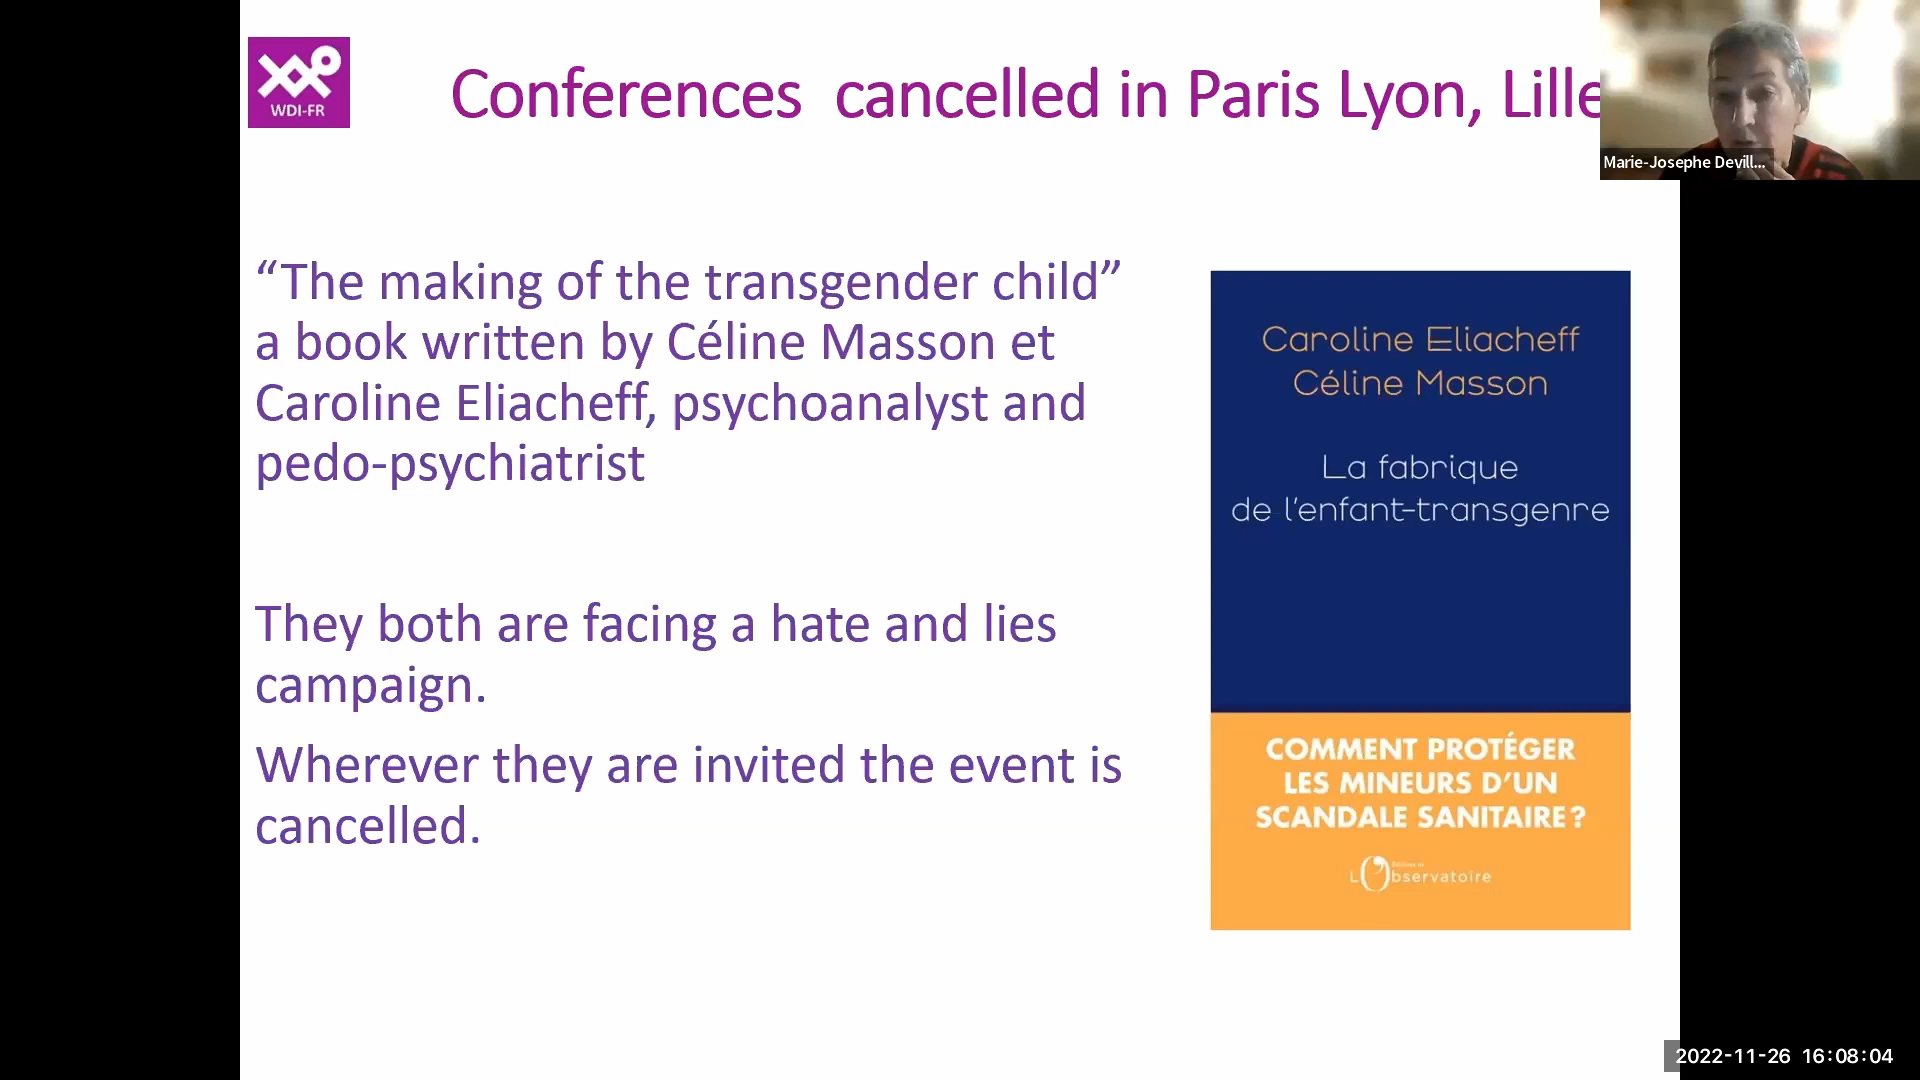 WDI-FR
Conferences cancelled in Paris Lyon, Lille
Marie-Josephe Devill...
“The making of the transgender child”
a book written by Céline Masson et
Caroline Eliacheff, psychoanalyst and
pedo-psychiatrist
They both are facing a hate and lies
campaign.
Wherever they are invited the event is
cancelled.
Caroline Eliacheff
Céline Masson
La fabrique
de l’enfant-transgenre
COMMENT PROTÉGER
LES MINEURS D’UN
SCANDALE SANITAIRE ?
L’Observatoire
2022-11-26 16:08:04